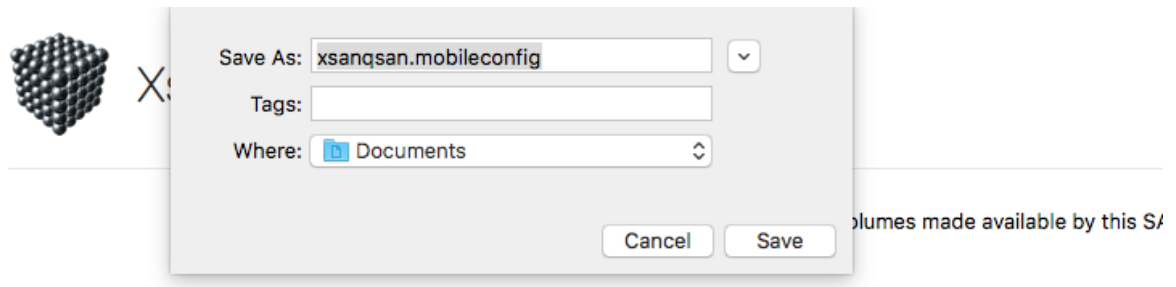 Save As: xsanqsan.mobileconfig
Xs
Tags:
Where: Documents
olumes made available by this SA
Cancel Save